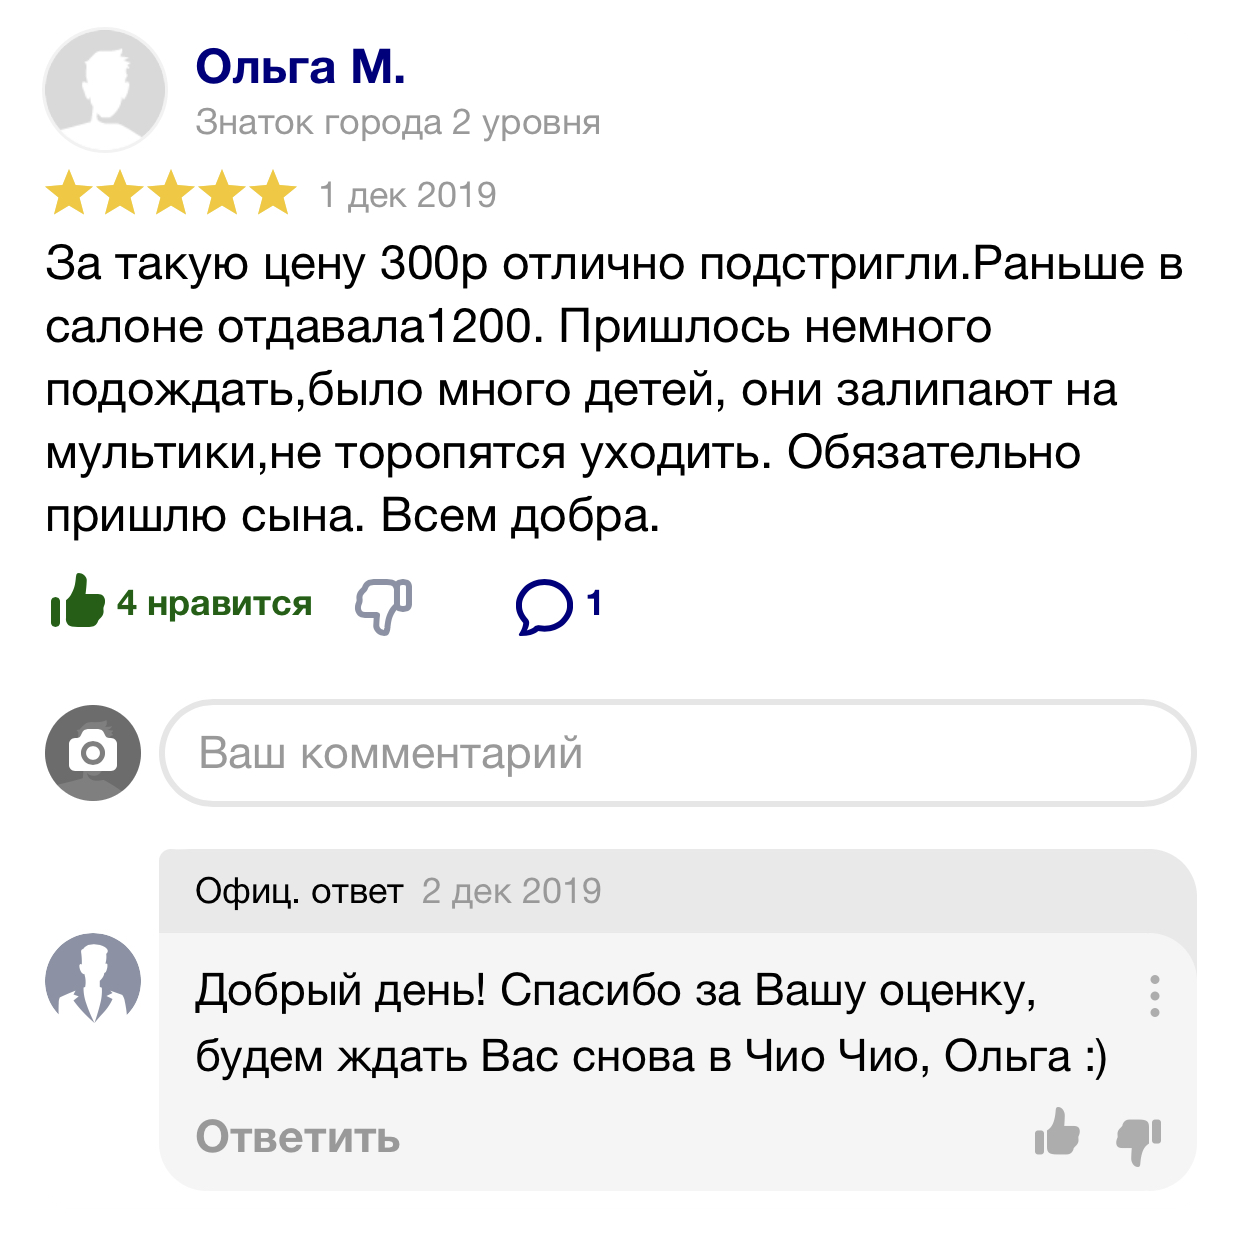 Ольга М.
Знаток города 2 уровня
1 дек 2019
За такую цену 300р отлично подстригли.Раньше в
салоне отдавала1200. Пришлось немного
подождать,было много детей, они залипают на
мультики,не торопятся уходить. Обязательно
пришлю сына. Всем добра.
4 нравится 1
Ваш комментарий
Офиц. ответ 2 дек 2019
Добрый день! Спасибо за Вашу оценку,
будем ждать Вас снова в Чио Чио, Ольга :)
Ответить